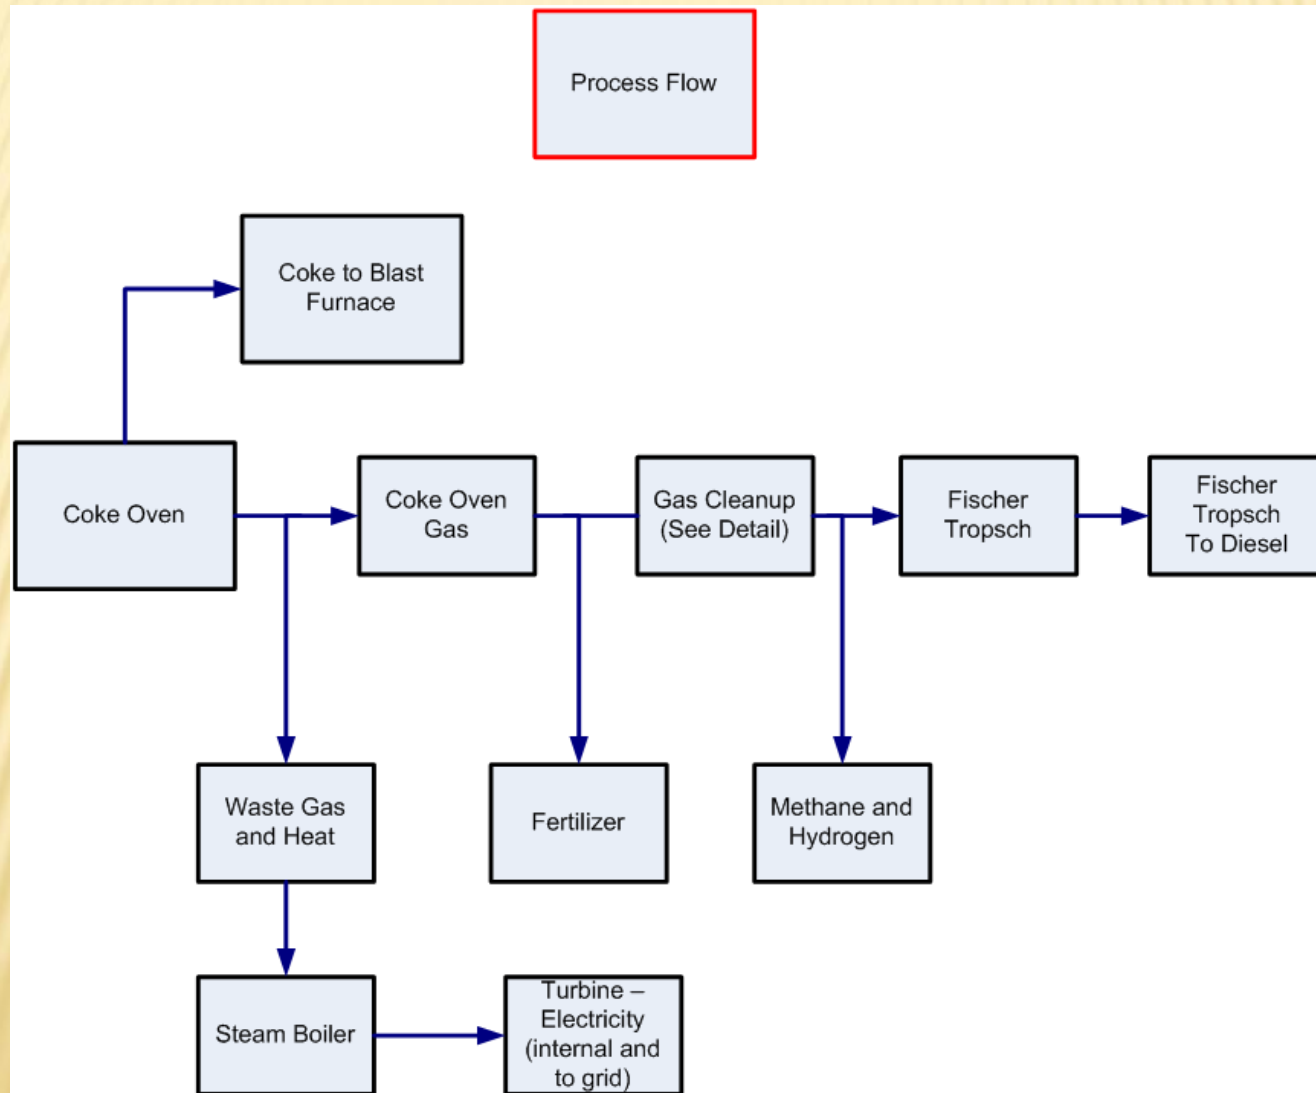 Process Flow
Coke to Blast
Furnace
Coke Oven
Coke Oven
Gas
Gas Cleanup
(See Detail)
Fischer
Tropsch
Fischer
Tropsch
To Diesel
Waste Gas
and Heat
Fertilizer
Methane and
Hydrogen
Steam Boiler
Turbine –
Electricity
(internal and
to grid)